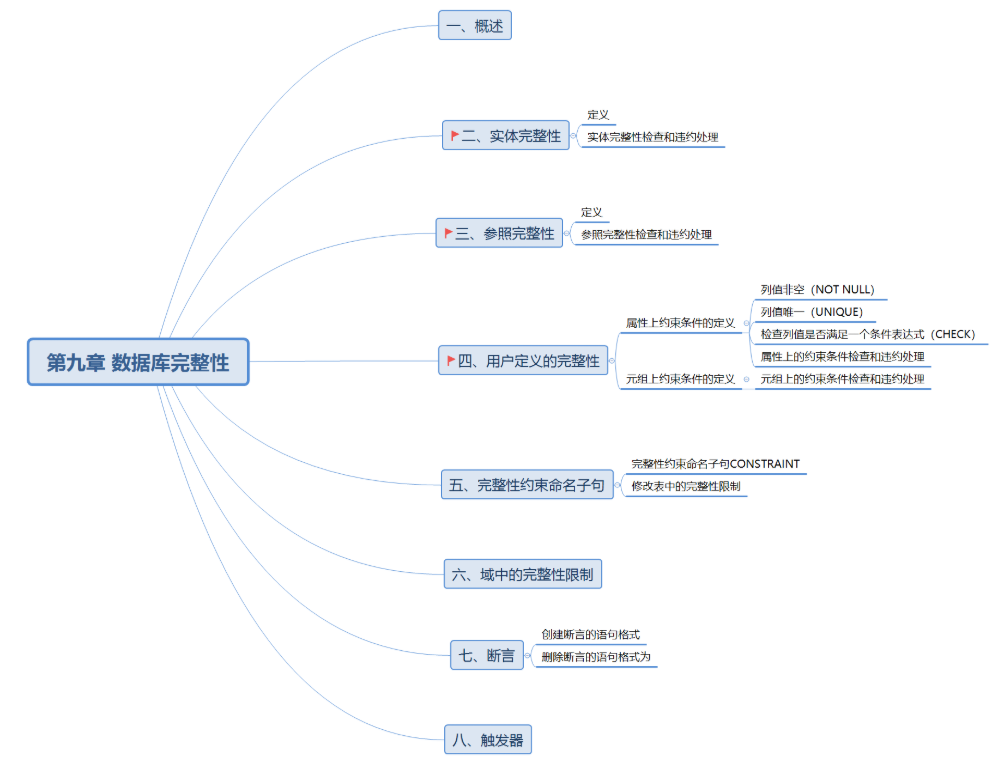 第九章 数据库完整性
一、概述
二、实体完整性
定义
实体完整性检查和违约处理
三、参照完整性
定义
参照完整性检查和违约处理
四、用户定义的完整性
属性上约束条件的定义
列值非空（NOT NULL）
列值唯一（UNIQUE）
检查列值是否满足一个条件表达式（CHECK）
属性上的约束条件检查和违约处理
元组上约束条件的定义
元组上的约束条件检查和违约处理
五、完整性约束命名子句
完整性约束命名子句CONSTRAINT
修改表中的完整性限制
六、域中的完整性限制
七、断言
创建断言的语句格式
删除断言的语句格式为
八、触发器